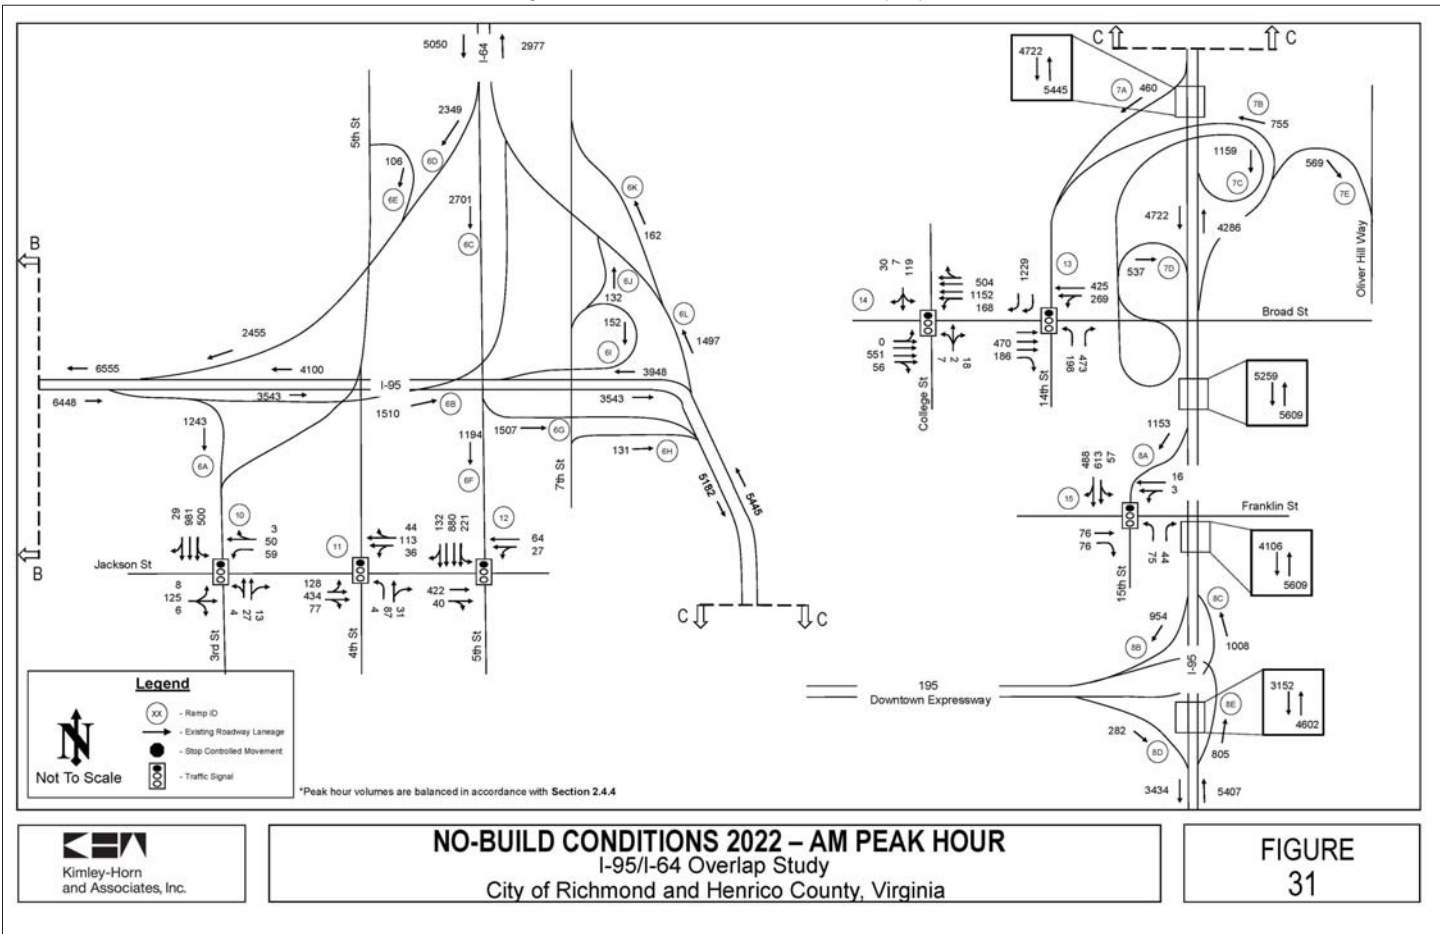 5050
2977
I-64
2349
5th St
106
6D
6E
2701
6C
6K
162
B
132
6J
152
6I
6L
1497
2455
6555
4100
I-95
3948
6448
3543
1510
6B
3543
1243
6A
1507
6G
1194
6F
131
6H
7th St
5182
5445
29
981
500
10
3
50
59
11
44
113
36
132
880
221
12
64
27
B
Jackson St
8
125
6
4
27
13
128
434
77
4
87
31
422
40
3rd St
4th St
5th St
C
C
C
C
4722
5445
7A
460
7B
755
1159
7C
569
7E
4722
4286
Oliver Hill Way
30
7
119
504
1152
168
1229
13
537
7D
425
269
14
Broad St
0
551
56
7
2
18
470
186
198
473
College St
14th St
5259
5609
1153
8A
488
613
57
16
3
15
Franklin St
76
76
75
44
15th St
4106
5609
954
8C
8B
1008
I-95
195
Downtown Expressway
3152
4602
8E
282
8D
805
3434
5407
Legend
XX - Ramp ID
- Existing Roadway Laneage
- Stop Controlled Movement
- Traffic Signal
N
Not To Scale
*Peak hour volumes are balanced in accordance with Section 2.4.4
Kimley-Horn
and Associates, Inc.
NO-BUILD CONDITIONS 2022 – AM PEAK HOUR
I-95/I-64 Overlap Study
City of Richmond and Henrico County, Virginia
FIGURE
31